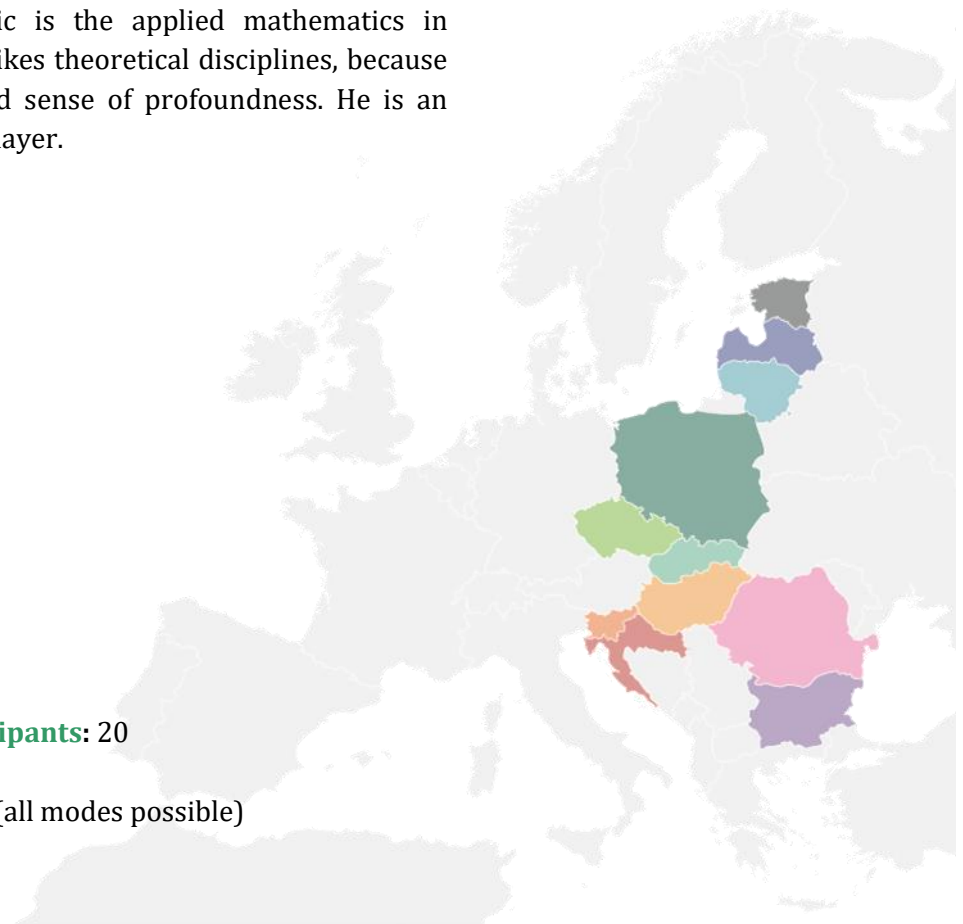 ic is the applied mathematics in
ikes theoretical disciplines, because
d sense of profoundness. He is an
layer.
ipants: 20
(all modes possible)